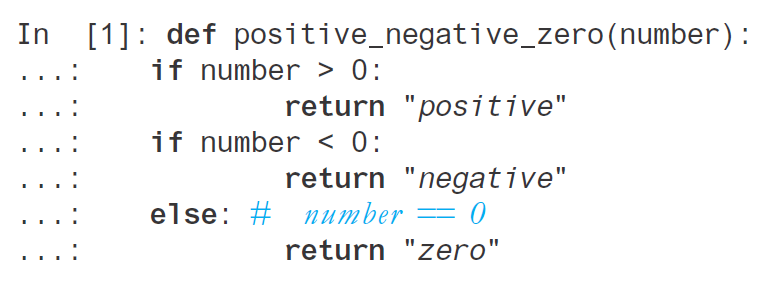 In [1]: def positive_negative_zero(number):
...: if number > 0:
...: return "positive"
...: if number < 0:
...: return "negative"
...: else: # number == 0
...: return "zero"